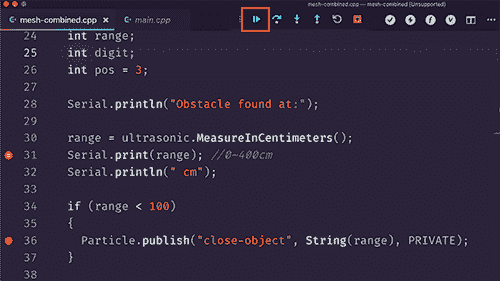 mesh-combined.cpp — mesh-combined [Unsupported]
mesh-combined.cpp
main.cpp
24 int range;
25 int digit;
26 int pos = 3;
27
28 Serial.println("Obstacle found at:");
29
30 range = ultrasonic.MeasureInCentimeters();
31 Serial.print(range); //0~400cm
32 Serial.println(" cm");
33
34 if (range < 100)
35 {
36 Particle.publish("close-object", String(range), PRIVATE);
37 }
38